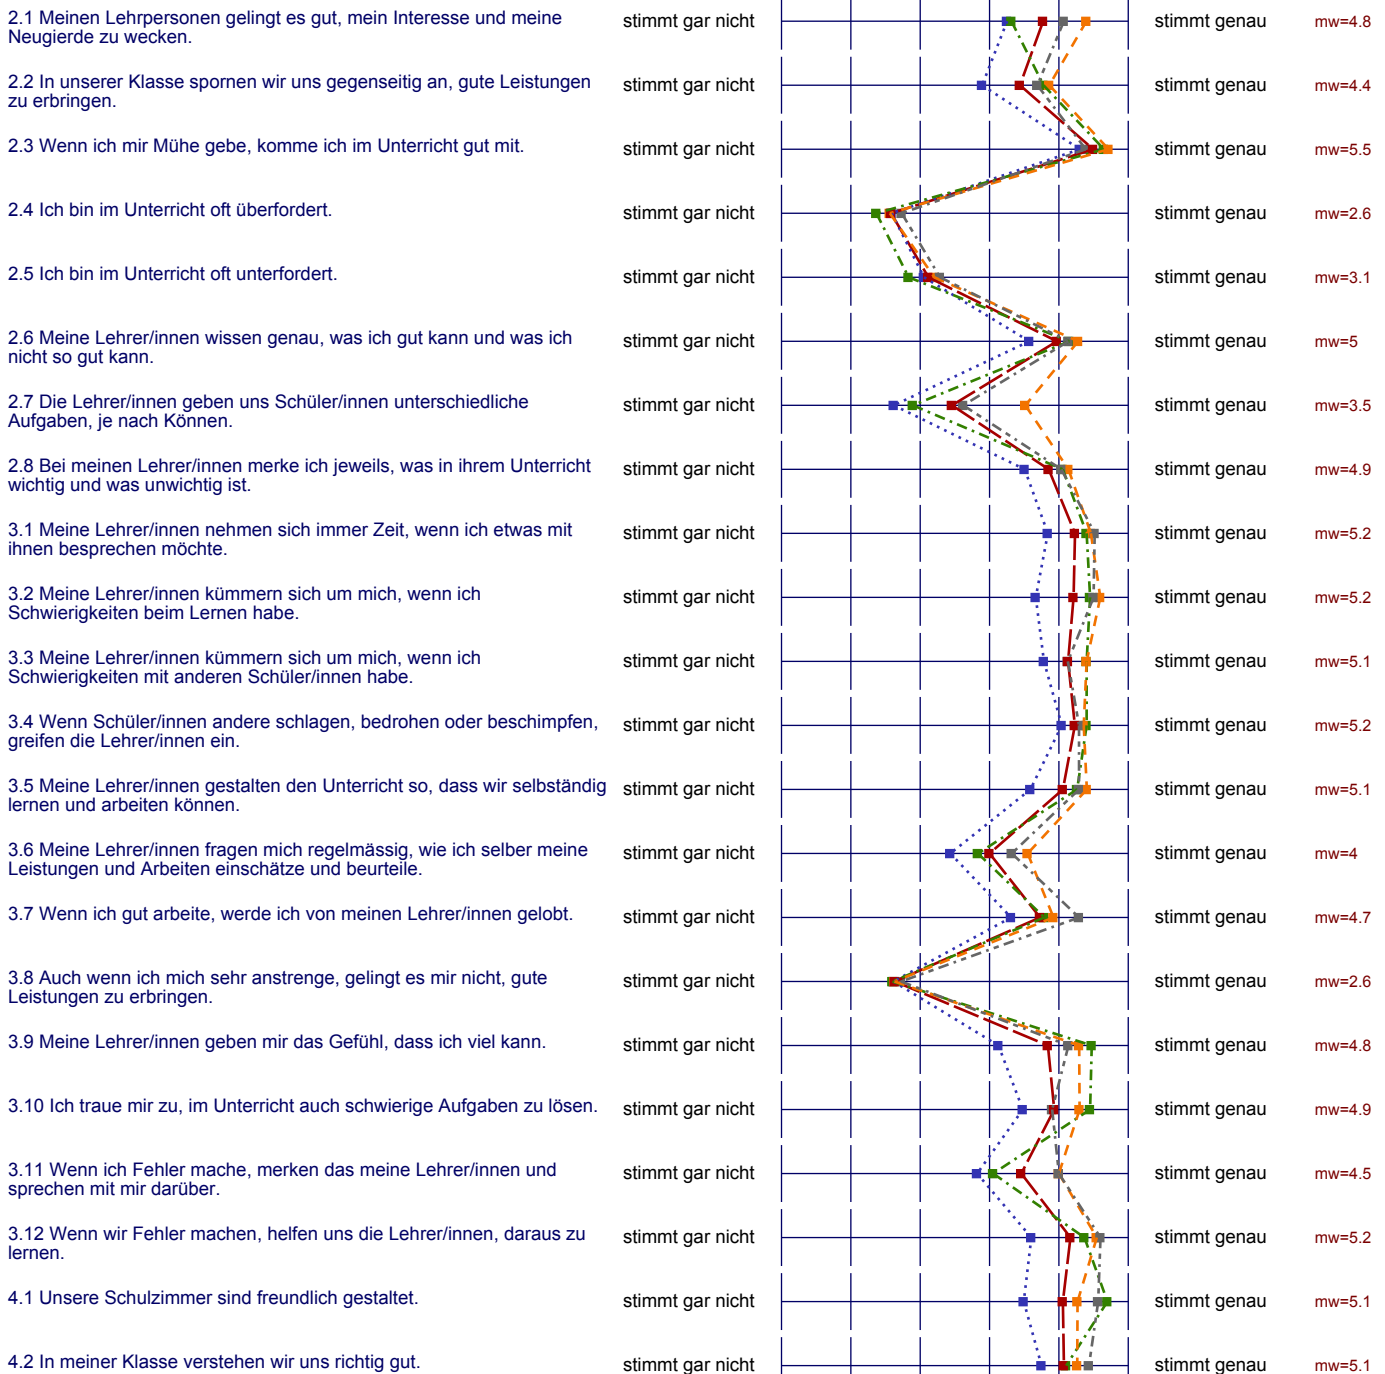 2.1 Meinen Lehrpersonen gelingt es gut, mein Interesse und meine
Neugierde zu wecken.
stimmt gar nicht
stimmt genau
mw=4.8
2.2 In unserer Klasse spornen wir uns gegenseitig an, gute Leistungen
zu erbringen.
stimmt gar nicht
stimmt genau
mw=4.4
2.3 Wenn ich mir Mühe gebe, komme ich im Unterricht gut mit.
stimmt gar nicht
stimmt genau
mw=5.5
2.4 Ich bin im Unterricht oft überfordert.
stimmt gar nicht
stimmt genau
mw=2.6
2.5 Ich bin im Unterricht oft unterfordert.
stimmt gar nicht
stimmt genau
mw=3.1
2.6 Meine Lehrer/innen wissen genau, was ich gut kann und was ich
nicht so gut kann.
stimmt gar nicht
stimmt genau
mw=5
2.7 Die Lehrer/innen geben uns Schüler/innen unterschiedliche
Aufgaben, je nach Können.
stimmt gar nicht
stimmt genau
mw=3.5
2.8 Bei meinen Lehrer/innen merke ich jeweils, was in ihrem Unterricht
wichtig und was unwichtig ist.
stimmt gar nicht
stimmt genau
mw=4.9
3.1 Meine Lehrer/innen nehmen sich immer Zeit, wenn ich etwas mit
ihnen besprechen möchte.
stimmt gar nicht
stimmt genau
mw=5.2
3.2 Meine Lehrer/innen kümmern sich um mich, wenn ich
Schwierigkeiten beim Lernen habe.
stimmt gar nicht
stimmt genau
mw=5.2
3.3 Meine Lehrer/innen kümmern sich um mich, wenn ich
Schwierigkeiten mit anderen Schüler/innen habe.
stimmt gar nicht
stimmt genau
mw=5.1
3.4 Wenn Schüler/innen andere schlagen, bedrohen oder beschimpfen,
greifen die Lehrer/innen ein.
stimmt gar nicht
stimmt genau
mw=5.2
3.5 Meine Lehrer/innen gestalten den Unterricht so, dass wir selbständig
lernen und arbeiten können.
stimmt gar nicht
stimmt genau
mw=5.1
3.6 Meine Lehrer/innen fragen mich regelmässig, wie ich selber meine
Leistungen und Arbeiten einschätze und beurteile.
stimmt gar nicht
stimmt genau
mw=4
3.7 Wenn ich gut arbeite, werde ich von meinen Lehrer/innen gelobt.
stimmt gar nicht
stimmt genau
mw=4.7
3.8 Auch wenn ich mich sehr anstrenge, gelingt es mir nicht, gute
Leistungen zu erbringen.
stimmt gar nicht
stimmt genau
mw=2.6
3.9 Meine Lehrer/innen geben mir das Gefühl, dass ich viel kann.
stimmt gar nicht
stimmt genau
mw=4.8
3.10 Ich traue mir zu, im Unterricht auch schwierige Aufgaben zu lösen.
stimmt gar nicht
stimmt genau
mw=4.9
3.11 Wenn ich Fehler mache, merken das meine Lehrer/innen und
sprechen mit mir darüber.
stimmt gar nicht
stimmt genau
mw=4.5
3.12 Wenn wir Fehler machen, helfen uns die Lehrer/innen, daraus zu
lernen.
stimmt gar nicht
stimmt genau
mw=5.2
4.1 Unsere Schulzimmer sind freundlich gestaltet.
stimmt gar nicht
stimmt genau
mw=5.1
4.2 In meiner Klasse verstehen wir uns richtig gut.
stimmt gar nicht
stimmt genau
mw=5.1